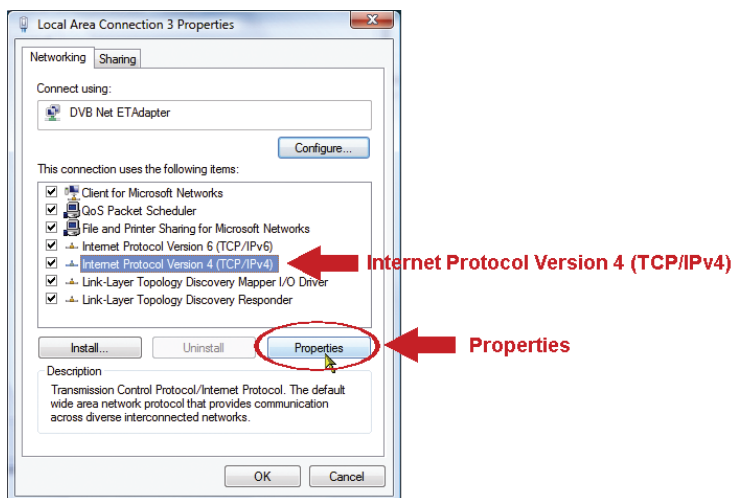 Local Area Connection 3 Properties
Networking Sharing
Connect using:
DVB Net ETAdapter
Configure...
This connection uses the following items:
Client for Microsoft Networks
QoS Packet Scheduler
File and Printer Sharing for Microsoft Networks
Internet Protocol Version 6 (TCP/IPv6)
Internet Protocol Version 4 (TCP/IPv4) Internet Protocol Version 4 (TCP/IPv4)
Link-Layer Topology Discovery Mapper I/O Driver
Link-Layer Topology Discovery Responder
Install... Uninstall Properties Properties
Description
Transmission Control Protocol/Internet Protocol. The default
wide area network protocol that provides communication
across diverse interconnected networks.
OK Cancel